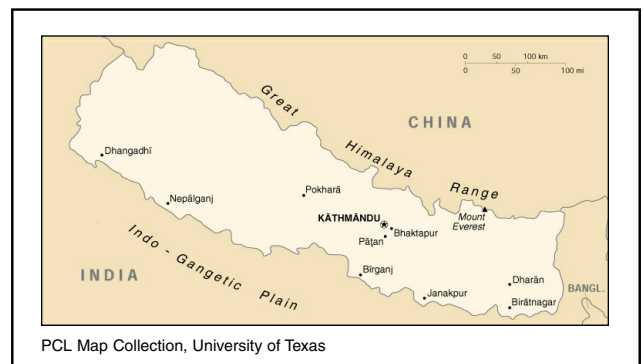 0 50 100 km
0 50 100 mi
Great
Himalaya
Range
CHINA
Dhangadhī
Nepālganj
Pokharā
KĀTHMĀNDU
Mount
Everest
Bhaktapur
Pāṭan
Indo - Gangetic Plain
INDIA
Bīrganj
Janakpur
Dharān
BANGL.
Birātnagar
PCL Map Collection, University of Texas